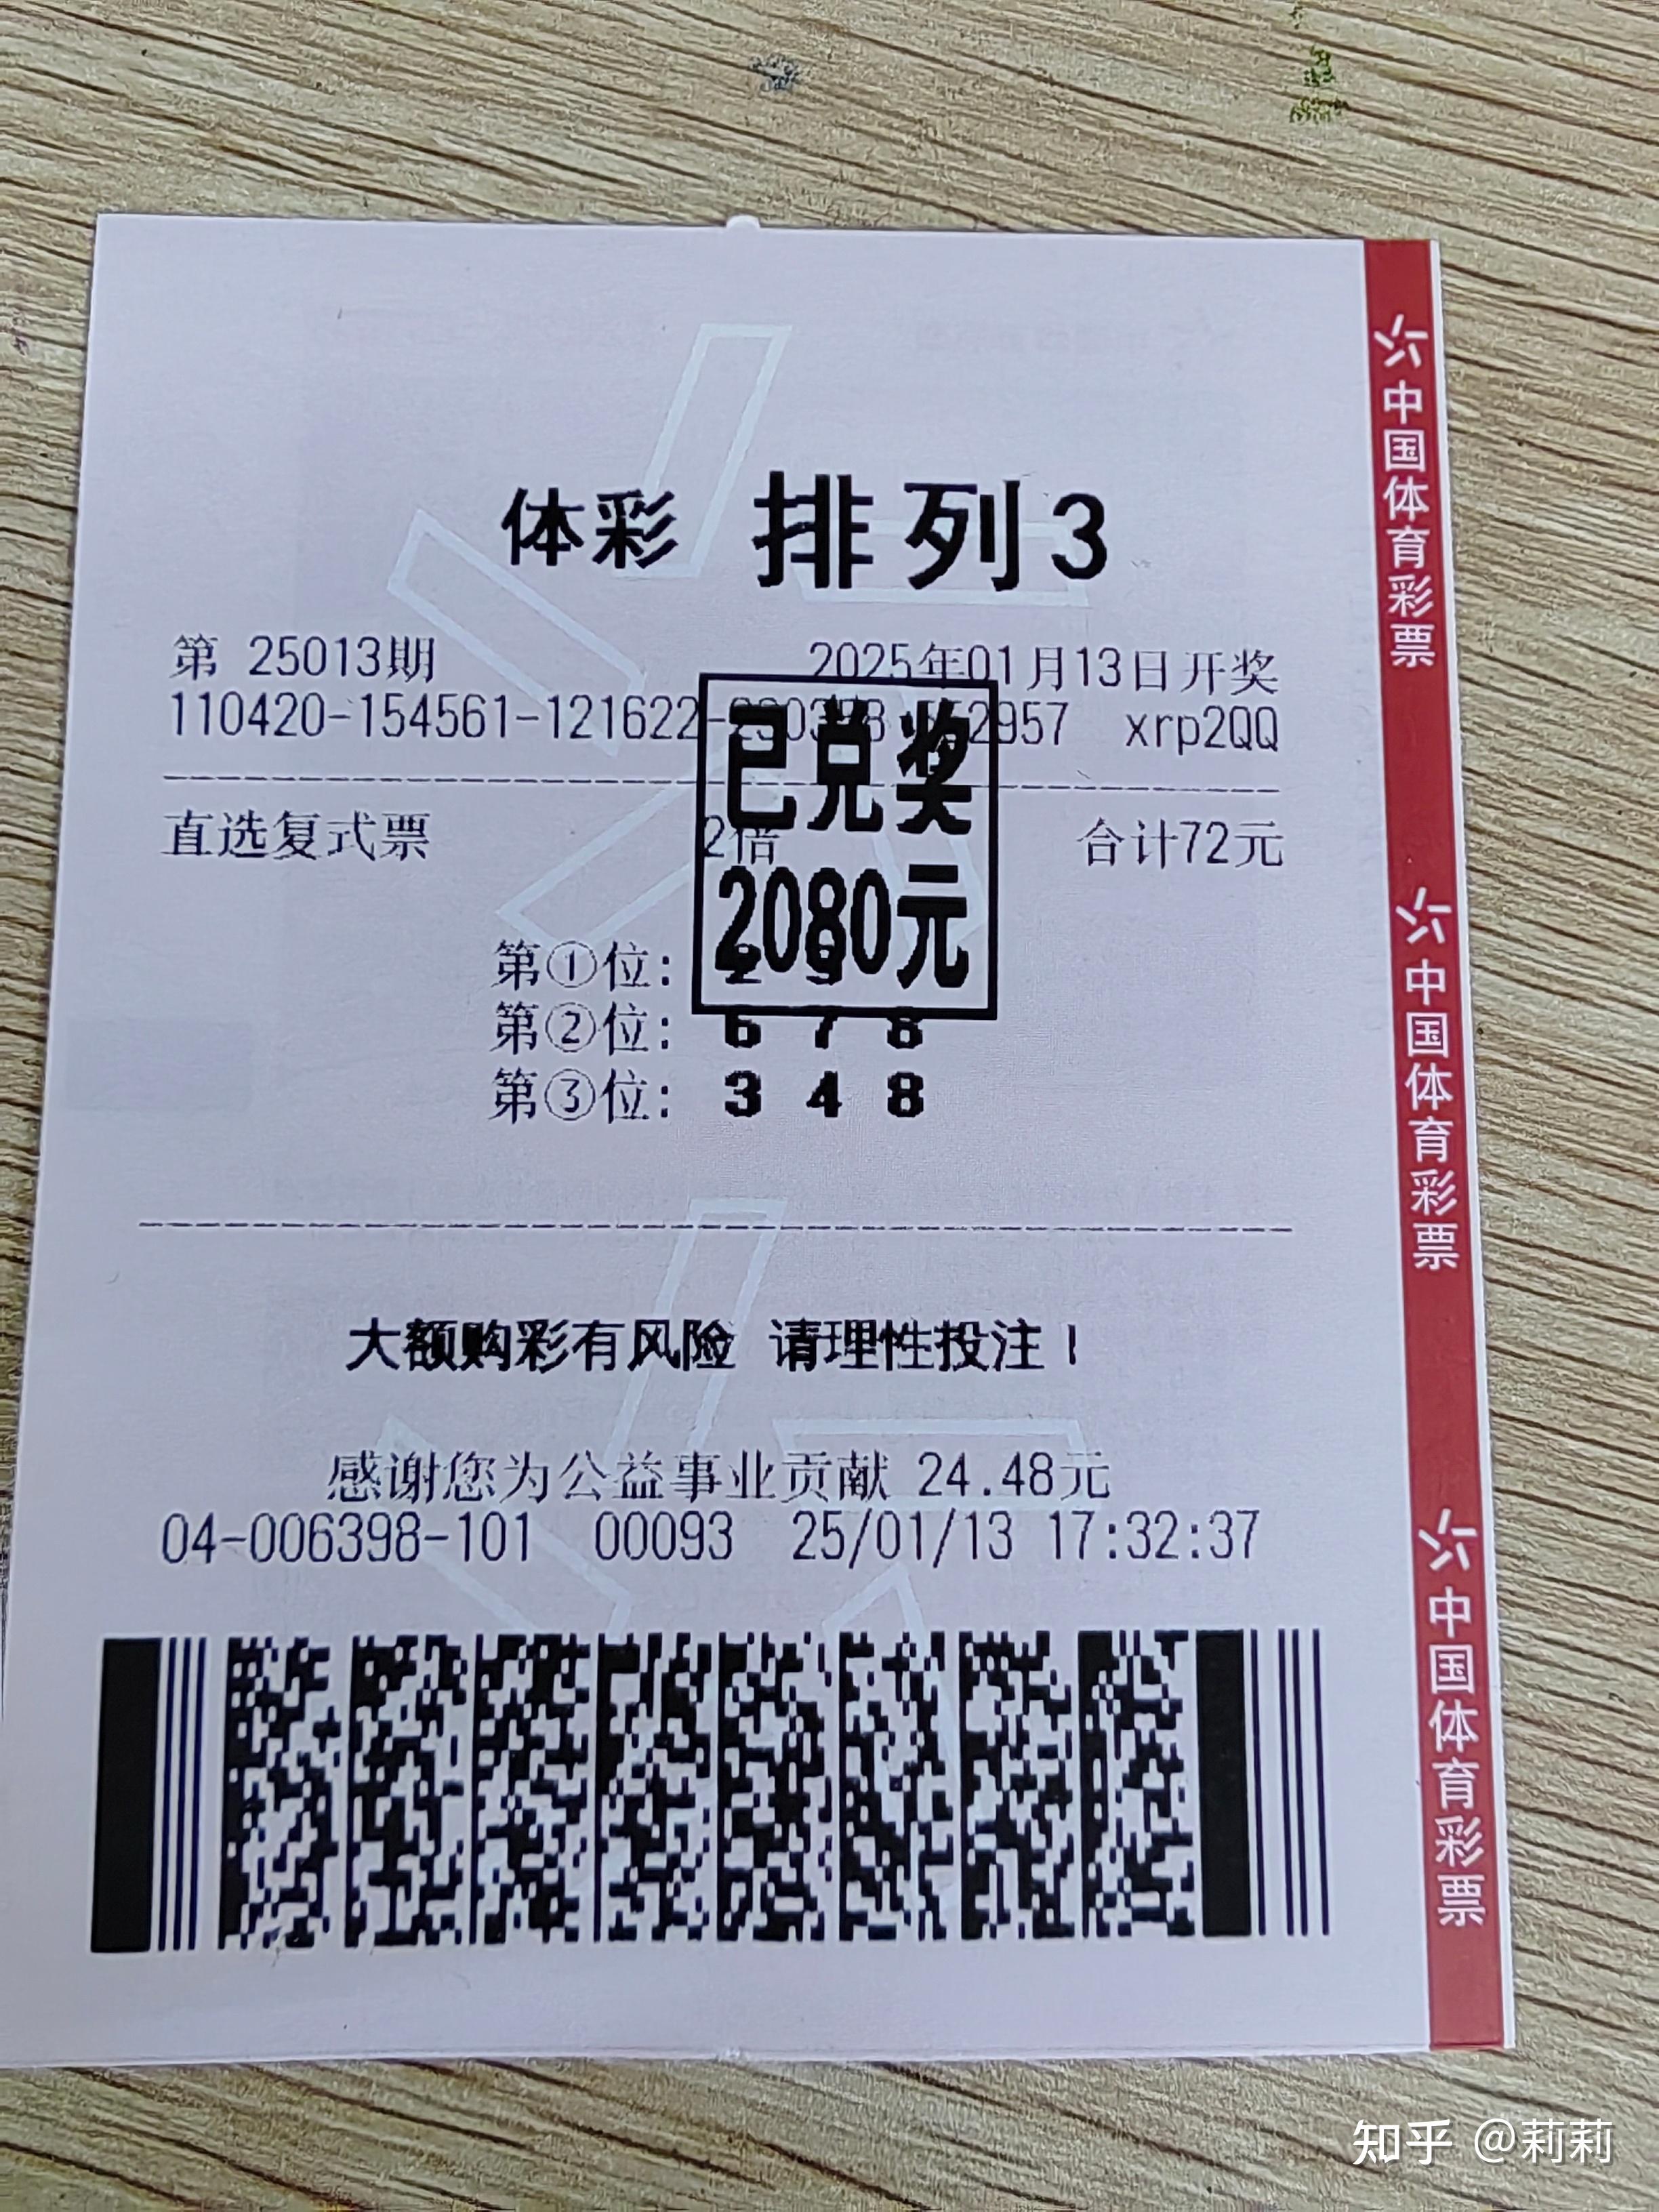 体彩 排列3
第 25013期 2025年01月13日开奖
110420-154561-121622- 52957 xrp2QQ
已兑奖
直选复式票 2倍 合计72元
2080元
第①位: 2 9
第②位: 6 7 8
第③位: 3 4 8
大额购彩有风险 请理性投注!
感谢您为公益事业贡献 24.48元
04-006398-101 00093 25/01/13 17:32:37
中国体育彩票
中国体育彩票
中国体育彩票
知乎 @莉莉